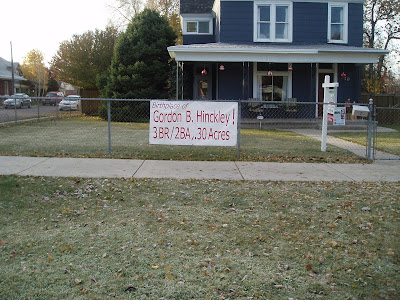 Birthplace of
Gordon B. Hinckley!
3BR/2BA,.30 Acres